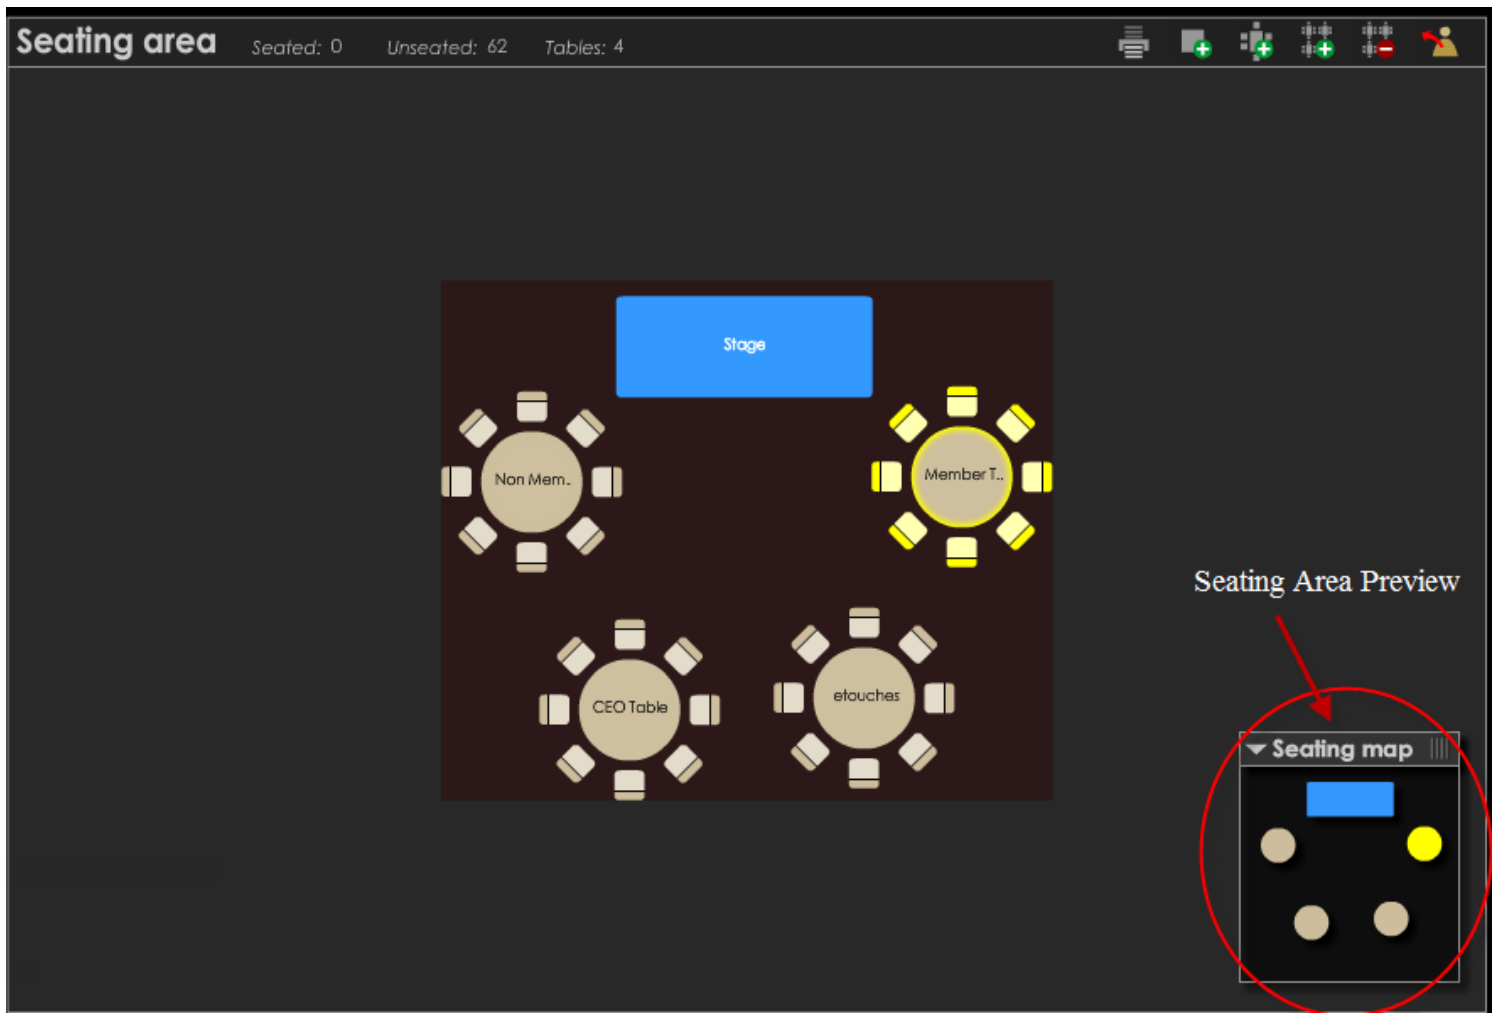 Seating area Seated: 0 Unseated: 62 Tables: 4
Stage
Non Mem..
Member T..
Seating Area Preview
CEO Table
etouches
Seating map